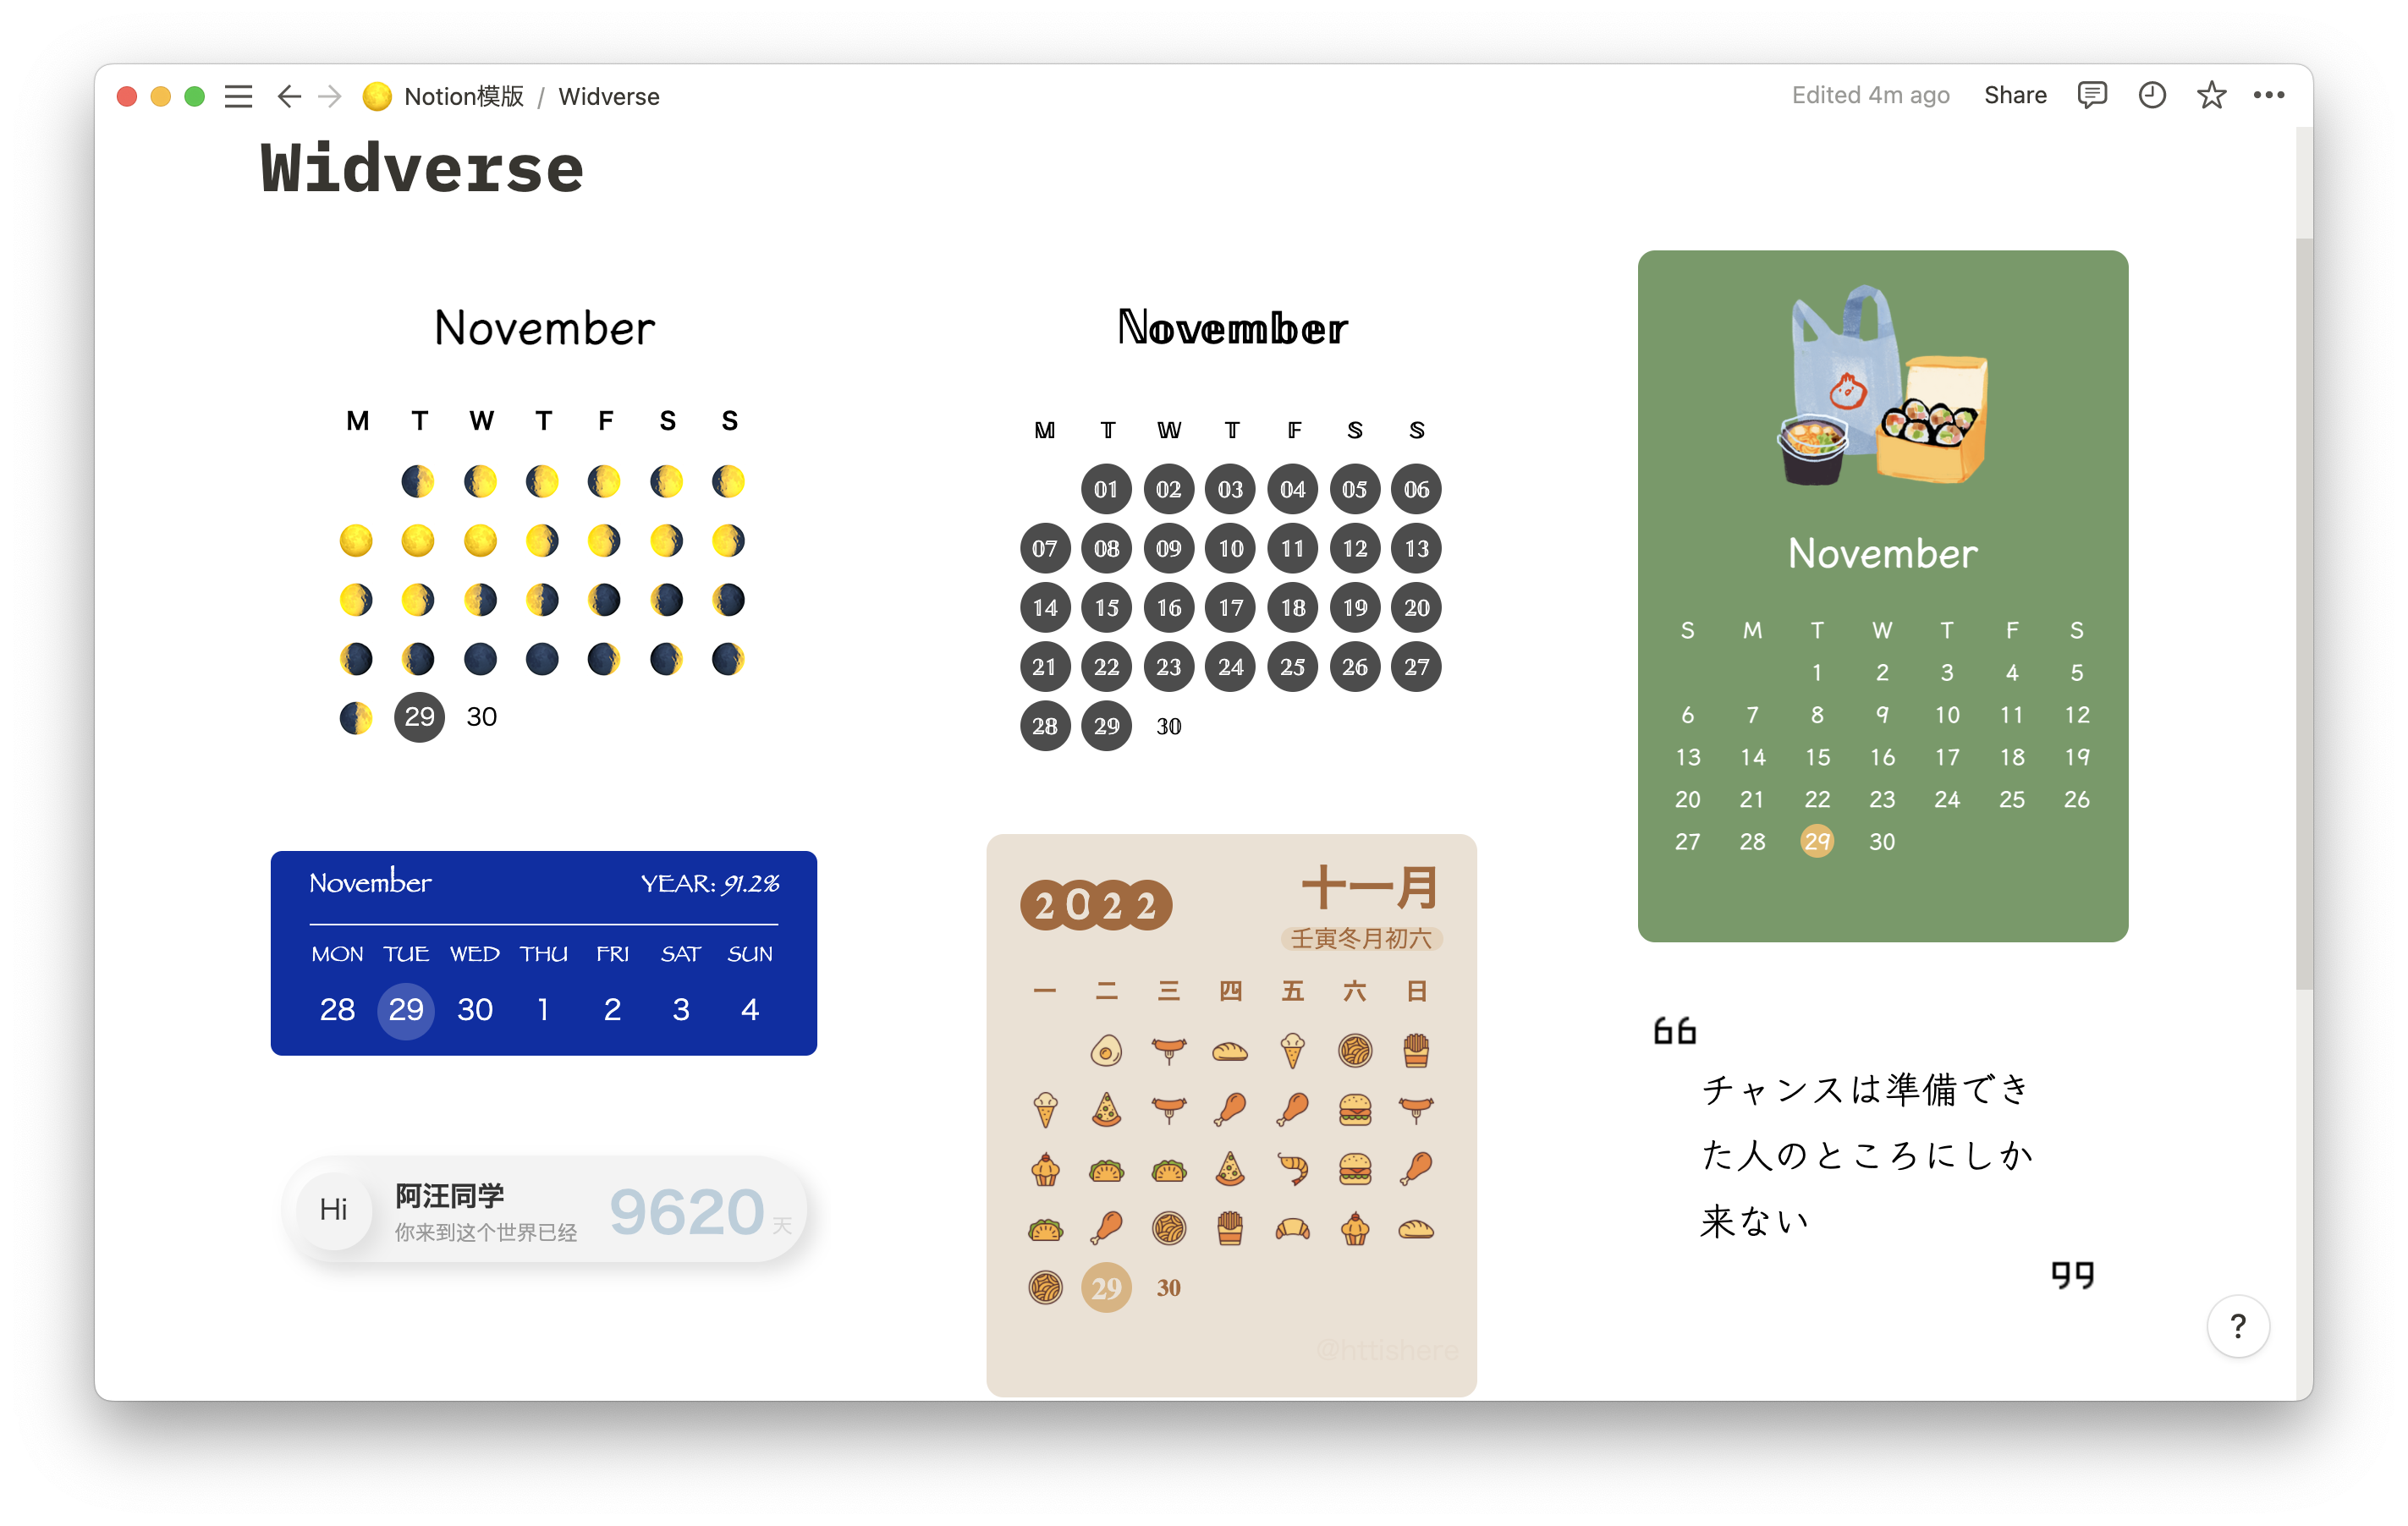 Notion模版 / Widverse
Edited 4m ago
Share
Widverse
November
M T W T F S S
29 30
November
M T W T F S S
01 02 03 04 05 06
07 08 09 10 11 12 13
14 15 16 17 18 19 20
21 22 23 24 25 26 27
28 29 30
November
S M T W T F S
1 2 3 4 5
6 7 8 9 10 11 12
13 14 15 16 17 18 19
20 21 22 23 24 25 26
27 28 29 30
November
YEAR: 91.2%
MON TUE WED THU FRI SAT SUN
28 29 30 1 2 3 4
2022
十一月
壬寅冬月初六
一 二 三 四 五 六 日
29 30
@httishere
Hi
阿汪同学
你来到这个世界已经
9620 天
チャンスは準備でき
た人のところにしか
来ない
?